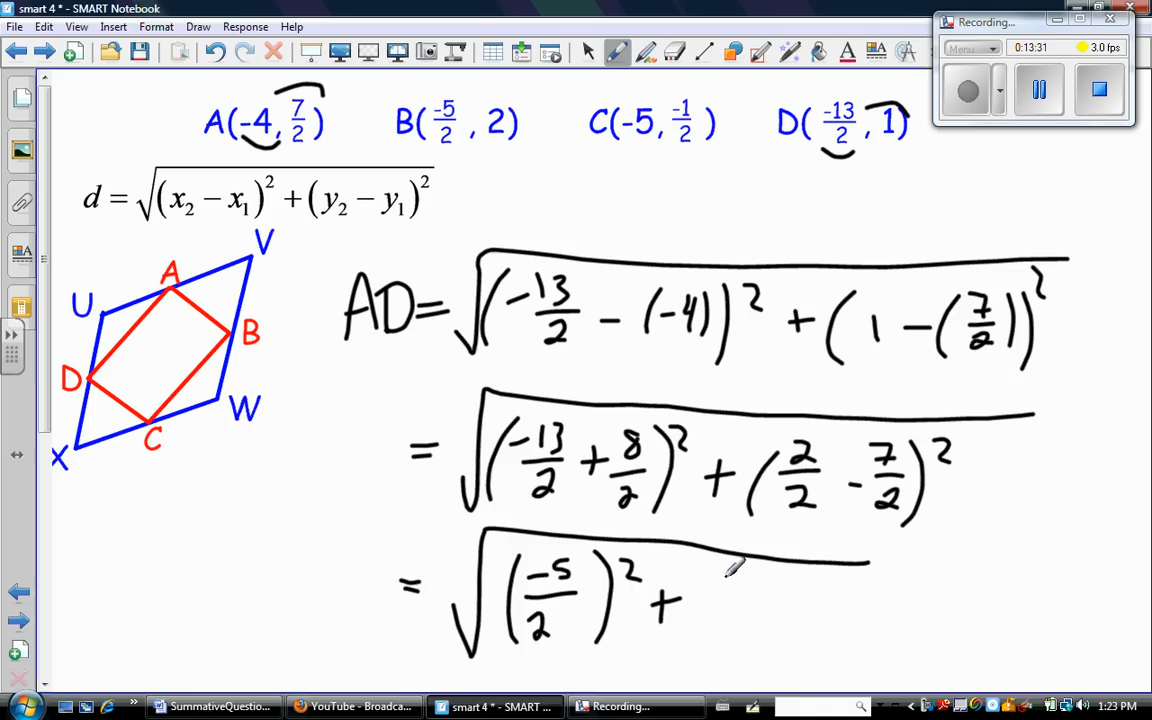 smart 4 * - SMART Notebook
File Edit View Insert Format Draw Response Help
Recording...
Menu 0:13:31 3.0 fps
A(-4, 7/2) B(-5/2, 2) C(-5, -1/2) D(-13/2, 1)
d = √((x₂ − x₁)² + (y₂ − y₁)²)
V
A
U
B
D
W
C
X
AD = √((-13/2 − (-4))² + (1 − (7/2))²
= √((-13/2 + 8/2)² + (2/2 - 7/2)²
= √((-5/2)² +
SummativeQuestio... YouTube - Broadca... smart 4 * - SMART ... Recording... 1:23 PM